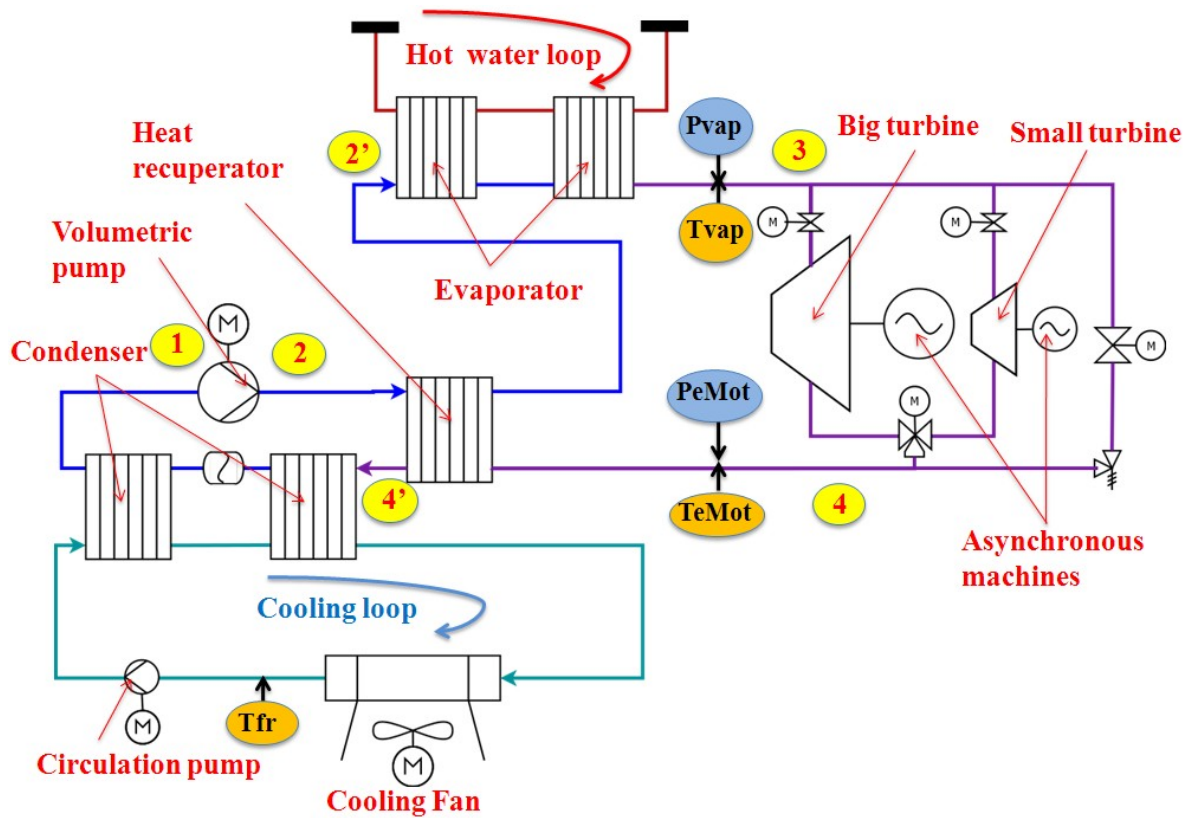 Hot water loop
Heat
recuperator
2’
Pvap
3
Big turbine
Small turbine
Tvap
M
M
Volumetric
pump
Evaporator
M
Condenser
1
2
M
PeMot
M
4’
TeMot
4
Asynchronous
machines
Cooling loop
Tfr
M
M
Circulation pump
Cooling Fan